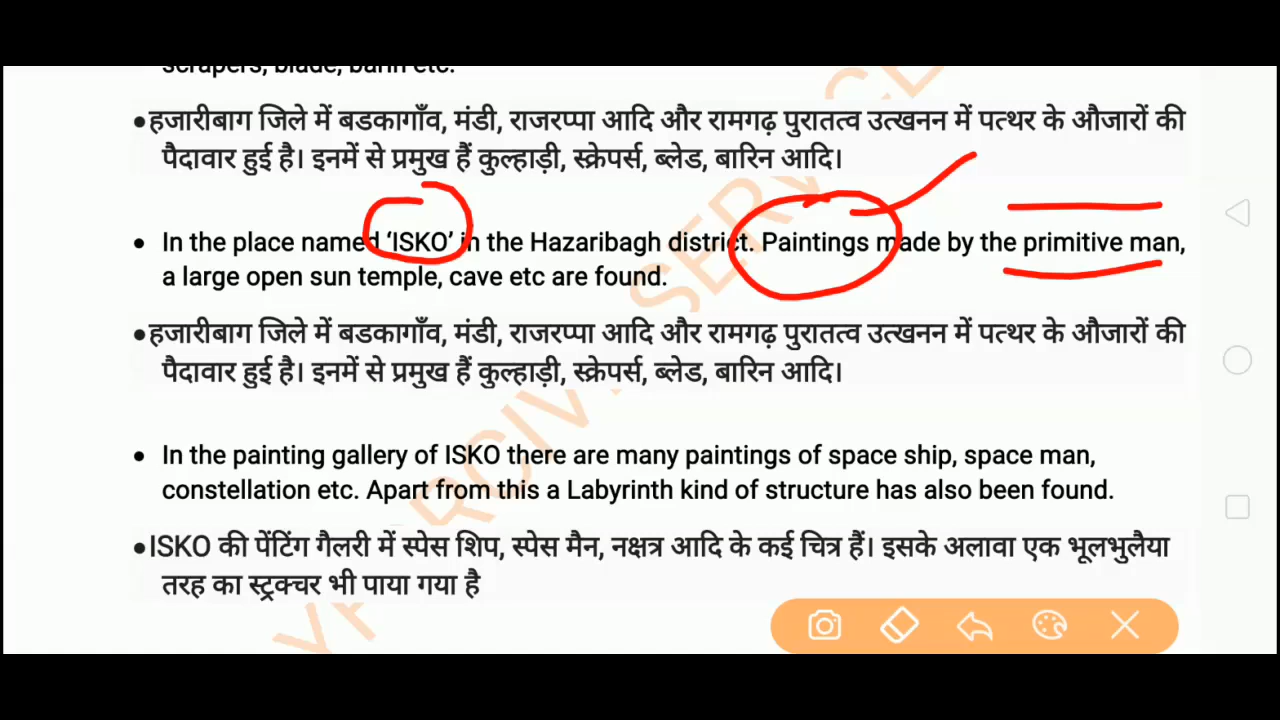 scrapers, blade, barin etc.
●हजारीबाग जिले में बडकागाँव, मंडी, राजरप्पा आदि और रामगढ़ पुरातत्व उत्खनन में पत्थर के औजारों की
पैदावार हुई है। इनमें से प्रमुख हैं कुल्हाड़ी, स्क्रेपर्स, ब्लेड, बारिन आदि।
● In the place named ‘ISKO’ in the Hazaribagh district. Paintings made by the primitive man,
a large open sun temple, cave etc are found.
●हजारीबाग जिले में बडकागाँव, मंडी, राजरप्पा आदि और रामगढ़ पुरातत्व उत्खनन में पत्थर के औजारों की
पैदावार हुई है। इनमें से प्रमुख हैं कुल्हाड़ी, स्क्रेपर्स, ब्लेड, बारिन आदि।
● In the painting gallery of ISKO there are many paintings of space ship, space man,
constellation etc. Apart from this a Labyrinth kind of structure has also been found.
●ISKO की पेंटिंग गैलरी में स्पेस शिप, स्पेस मैन, नक्षत्र आदि के कई चित्र हैं। इसके अलावा एक भूलभुलैया
तरह का स्ट्रक्चर भी पाया गया है